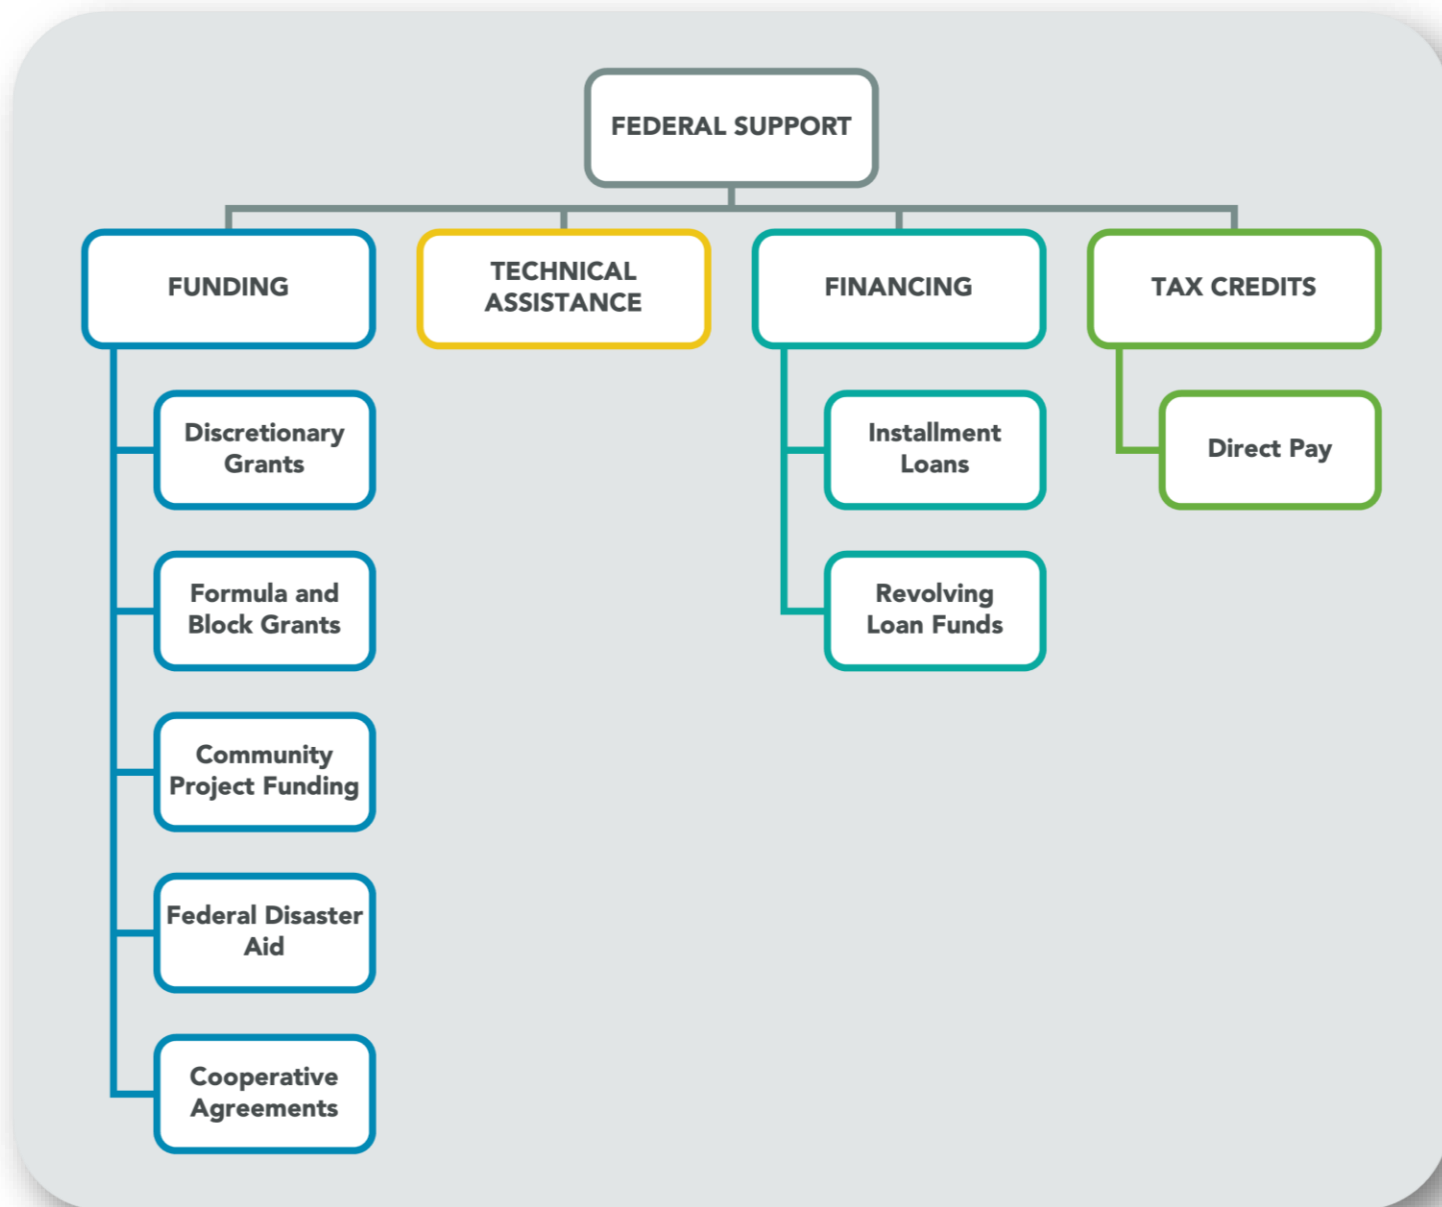 FEDERAL SUPPORT
FUNDING
TECHNICAL
ASSISTANCE
FINANCING
TAX CREDITS
Discretionary
Grants
Formula and
Block Grants
Community
Project Funding
Federal Disaster
Aid
Cooperative
Agreements
Installment
Loans
Revolving
Loan Funds
Direct Pay